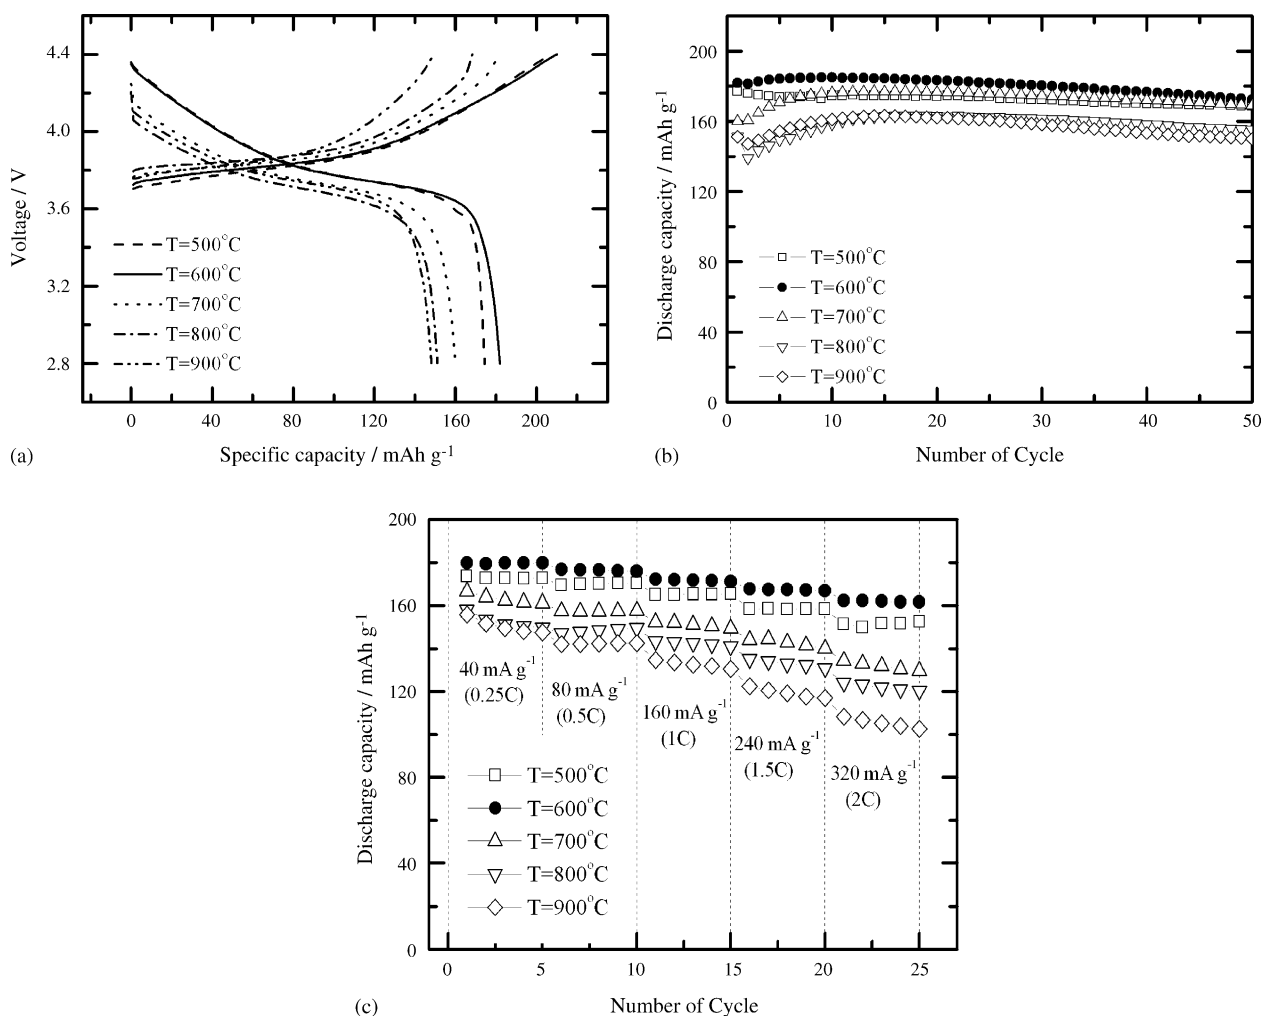 4.4
4.0
3.6
3.2
2.8
Voltage / V
T=500°C
T=600°C
T=700°C
T=800°C
T=900°C
0 40 80 120 160 200
(a) Specific capacity / mAh g-1
200
160
120
80
40
0
Discharge capacity / mAh g-1
T=500°C
T=600°C
T=700°C
T=800°C
T=900°C
0 10 20 30 40 50
(b) Number of Cycle
200
160
120
80
40
0
Discharge capacity / mAh g-1
40 mA g-1
(0.25C)
80 mA g-1
(0.5C)
160 mA g-1
(1C)
240 mA g-1
(1.5C)
320 mA g-1
(2C)
T=500°C
T=600°C
T=700°C
T=800°C
T=900°C
0 5 10 15 20 25
(c) Number of Cycle